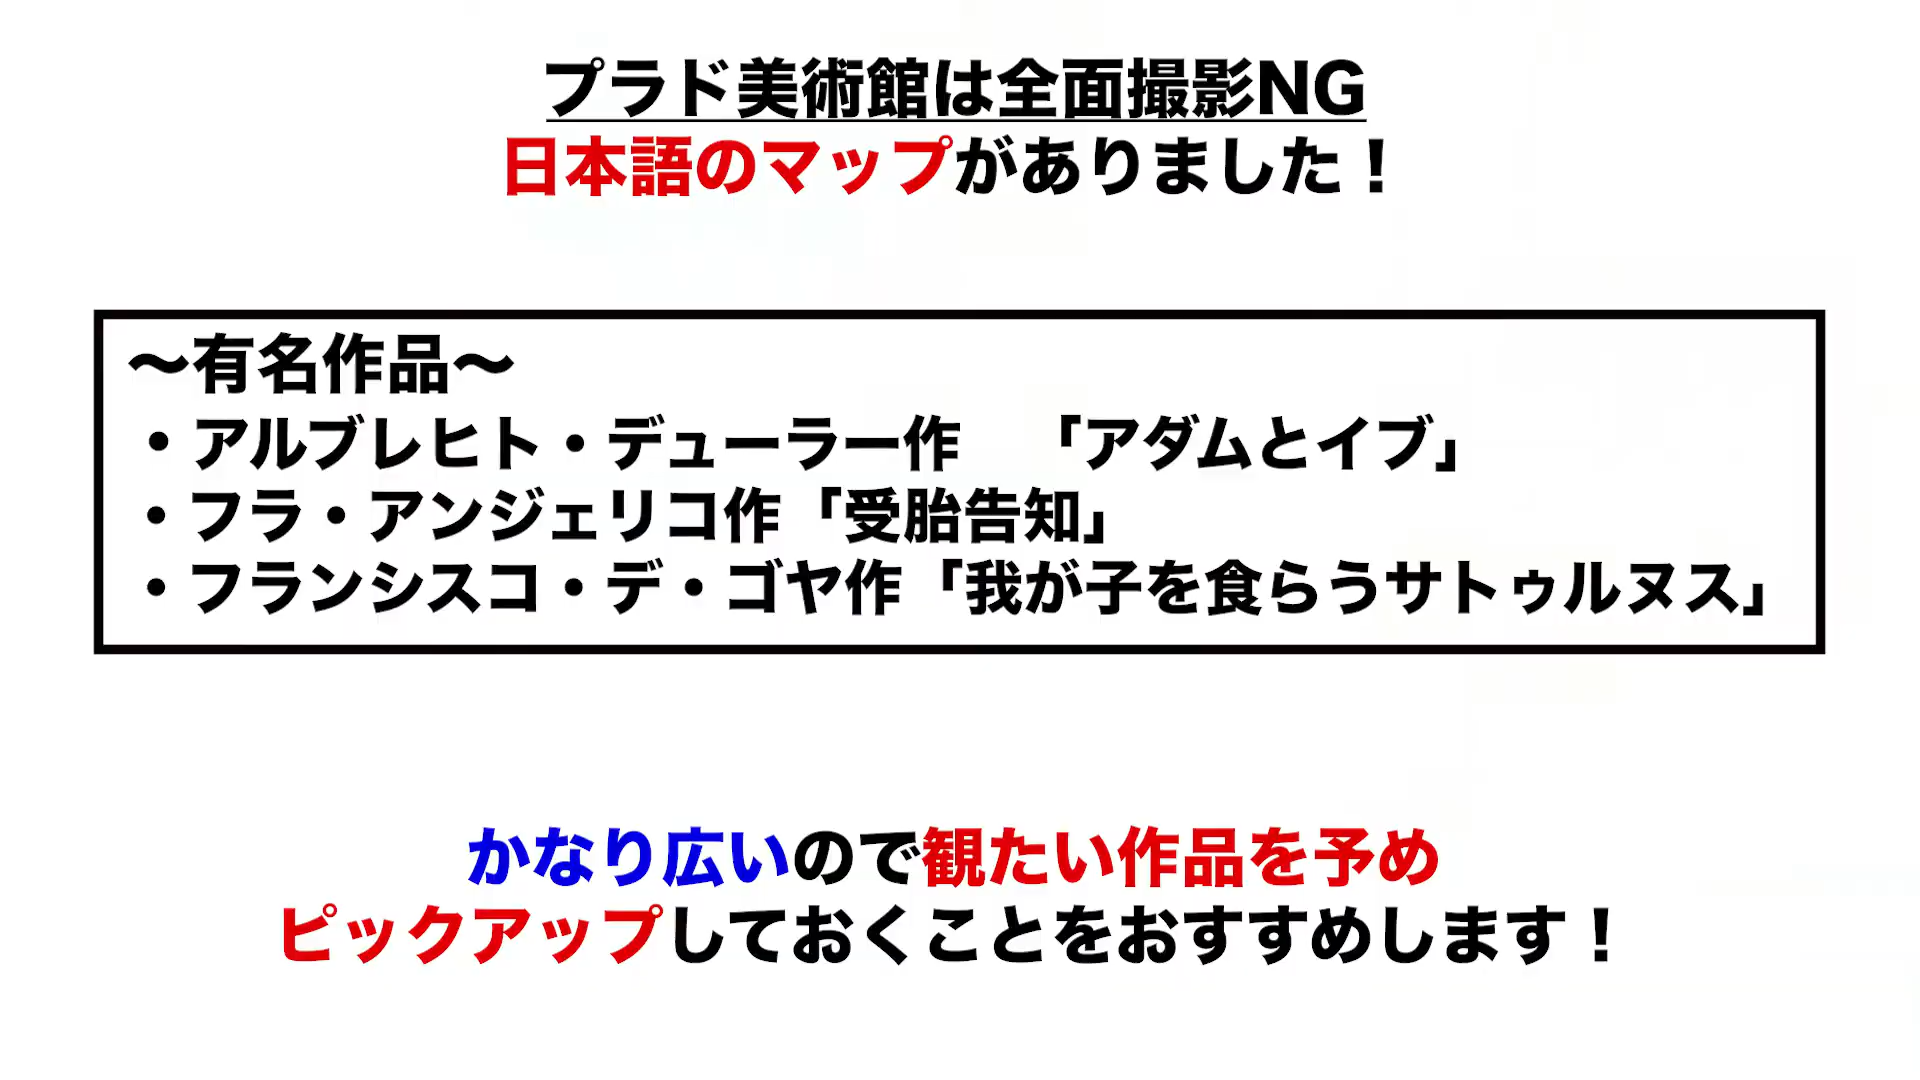 プラド美術館は全面撮影NG
日本語のマップがありました！
〜有名作品〜
・アルブレヒト・デューラー作　「アダムとイブ」
・フラ・アンジェリコ作「受胎告知」
・フランシスコ・デ・ゴヤ作「我が子を食らうサトゥルヌス」
かなり広いので観たい作品を予め
ピックアップしておくことをおすすめします！